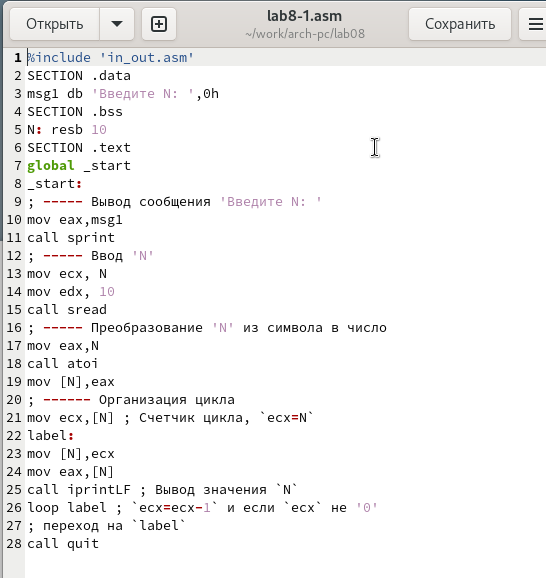 Открыть
lab8-1.asm
~/work/arch-pc/lab08
Сохранить
1 %include 'in_out.asm'
2 SECTION .data
3 msg1 db 'Введите N: ',0h
4 SECTION .bss
5 N: resb 10
6 SECTION .text
7 global _start
8 _start:
9 ; ----- Вывод сообщения 'Введите N: '
10 mov eax,msg1
11 call sprint
12 ; ----- Ввод 'N'
13 mov ecx, N
14 mov edx, 10
15 call sread
16 ; ----- Преобразование 'N' из символа в число
17 mov eax,N
18 call atoi
19 mov [N],eax
20 ; ------ Организация цикла
21 mov ecx,[N] ; Счетчик цикла, `ecx=N`
22 label:
23 mov [N],ecx
24 mov eax,[N]
25 call iprintLF ; Вывод значения `N`
26 loop label ; `ecx=ecx-1` и если `ecx` не '0'
27 ; переход на `label`
28 call quit